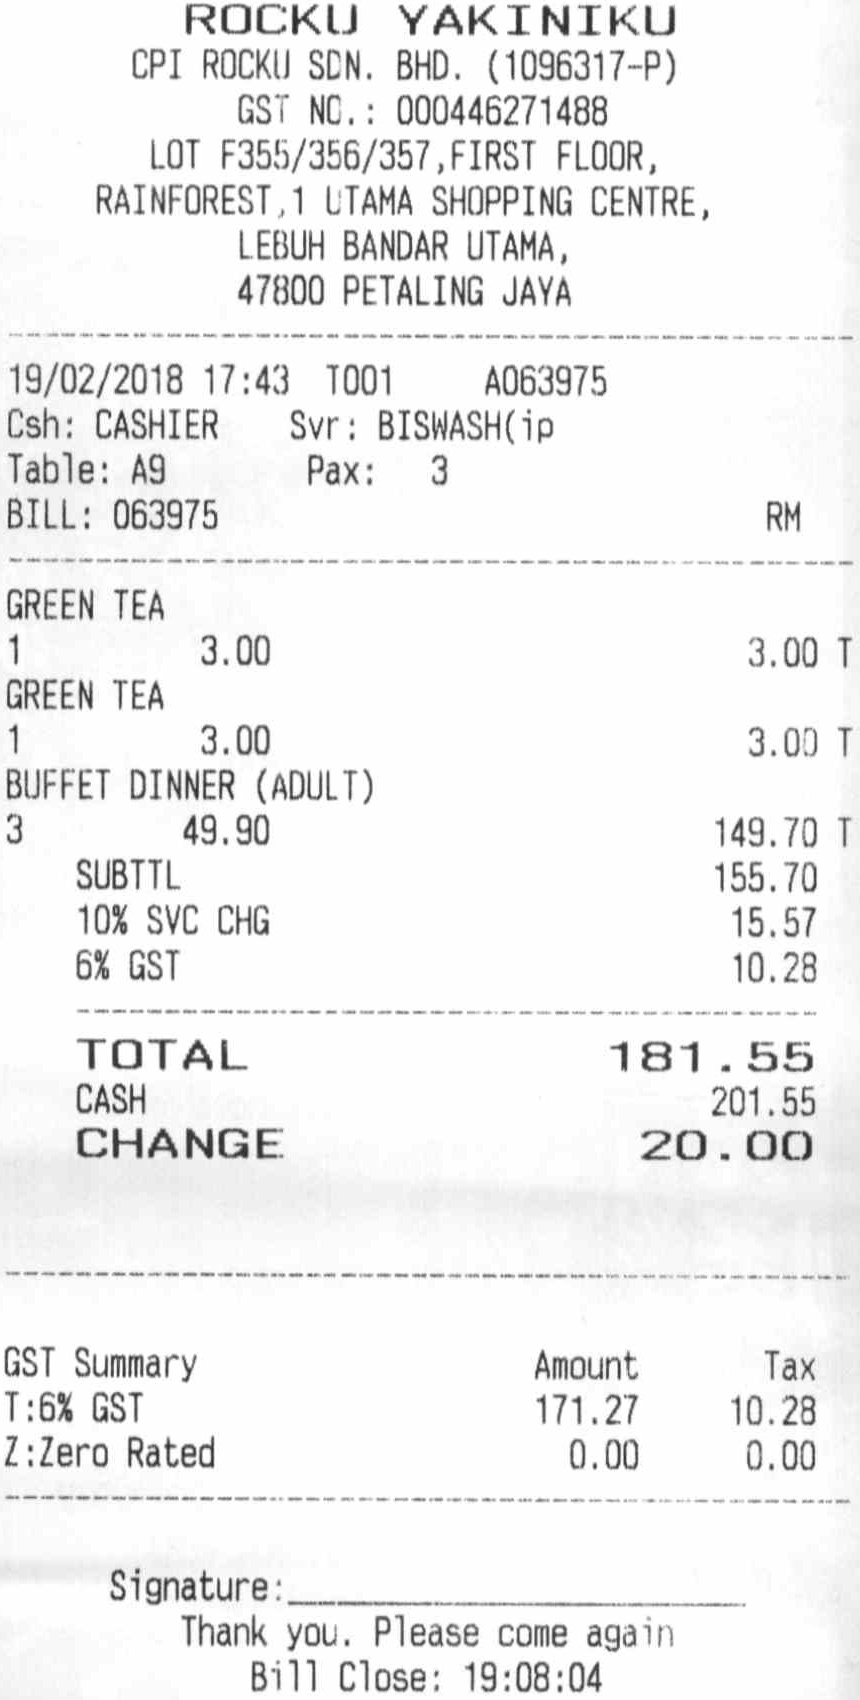 ROCKU YAKINIKU
CPI ROCKU SDN. BHD. (1096317-P)
GST NO.: 000446271488
LOT F355/356/357,FIRST FLOOR,
RAINFOREST,1 UTAMA SHOPPING CENTRE,
LEBUH BANDAR UTAMA,
47800 PETALING JAYA
19/02/2018 17:43 T001 A063975
Csh: CASHIER Svr: BISWASH(ip
Table: A9 Pax: 3
BILL: 063975 RM
GREEN TEA
1 3.00 3.00 T
GREEN TEA
1 3.00 3.00 T
BUFFET DINNER (ADULT)
3 49.90 149.70 T
SUBTTL 155.70
10% SVC CHG 15.57
6% GST 10.28
TOTAL 181.55
CASH 201.55
CHANGE 20.00
GST Summary Amount Tax
T:6% GST 171.27 10.28
Z:Zero Rated 0.00 0.00
Signature:
Thank you. Please come again
Bill Close: 19:08:04